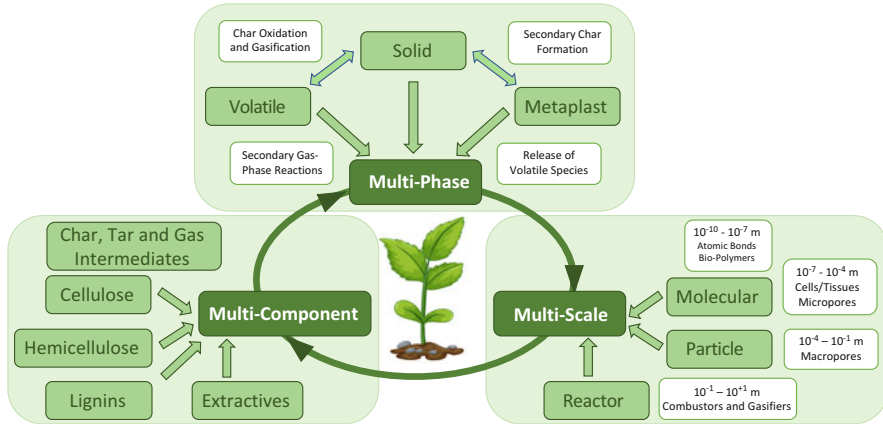 Char Oxidation
and Gasification
Solid
Secondary Char
Formation
Volatile
Metaplast
Secondary Gas-
Phase Reactions
Multi-Phase
Release of
Volatile Species
Char, Tar and Gas
Intermediates
Cellulose
Multi-Component
Hemicellulose
Lignins
Extractives
10⁻¹⁰ - 10⁻⁷ m
Atomic Bonds
Bio-Polymers
Molecular
10⁻⁷ - 10⁻⁴ m
Cells/Tissues
Micropores
Multi-Scale
Particle
10⁻⁴ – 10⁻¹ m
Macropores
Reactor
10⁻¹ – 10⁺¹ m
Combustors and Gasifiers